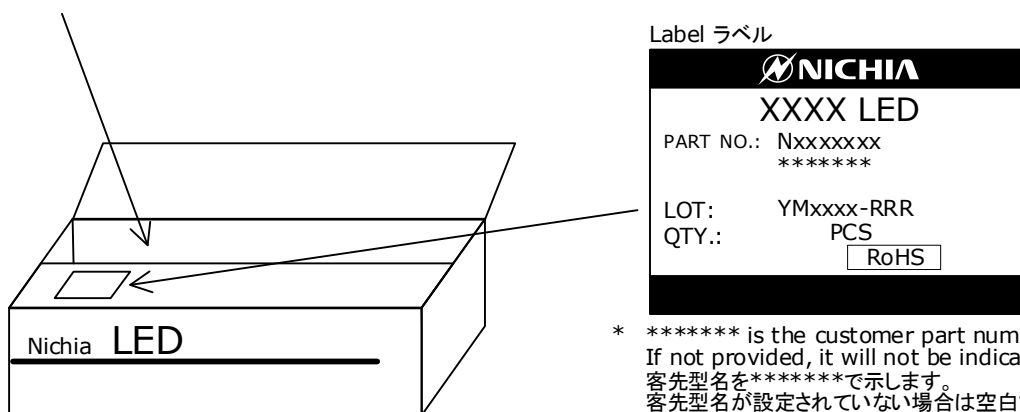 Label ラベル
NICHIA
XXXX LED
PART NO.: Nxxxxxxx
*******
LOT: YMxxxx-RRR
QTY.: PCS
RoHS
Nichia LED
* ******* is the customer part num
If not provided, it will not be indica
客先型名を*******で示します。
客先型名が設定されていない場合は空白